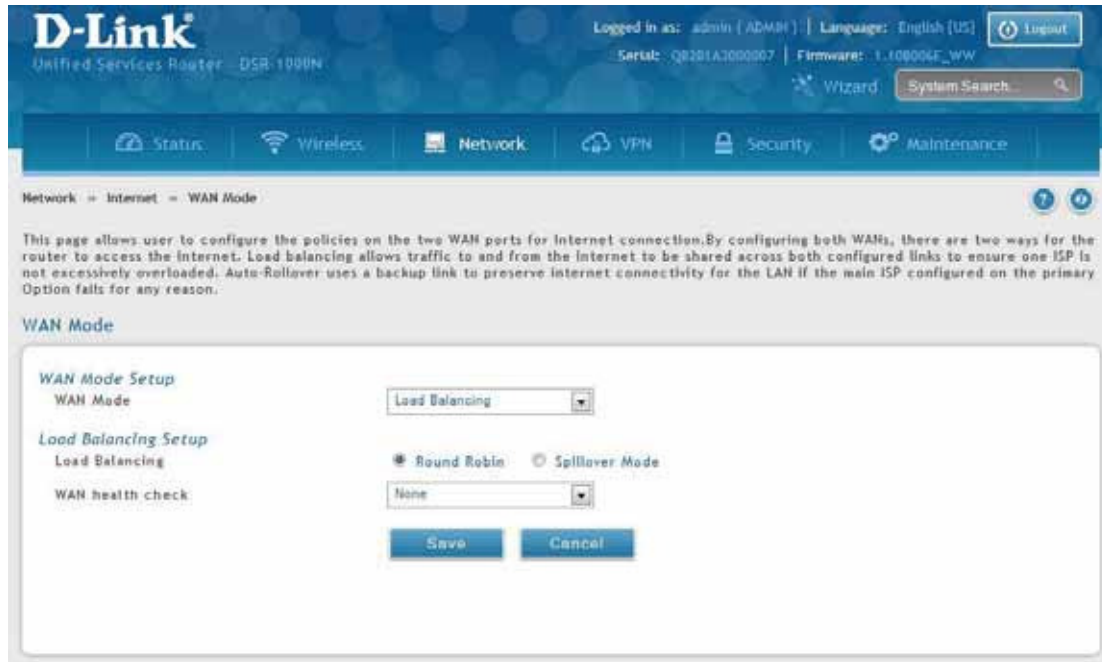 D-Link
Unified Services Router - DSR-1000N
Logged in as: admin ( ADMIN ) | Language: English [US]
Logout
Serial: QB2B1A2000007 | Firmware: 1.10B006F_WW
Wizard
System Search...
Status
Wireless
Network
VPN
Security
Maintenance
Network » Internet » WAN Mode
This page allows user to configure the policies on the two WAN ports for Internet connection.By configuring both WANs, there are two ways for the
router to access the Internet. Load balancing allows traffic to and from the Internet to be shared across both configured links to ensure one ISP is
not excessively overloaded. Auto-Rollover uses a backup link to preserve internet connectivity for the LAN if the main ISP configured on the primary
Option fails for any reason.
WAN Mode
WAN Mode Setup
WAN Mode
Load Balancing
Load Balancing Setup
Load Balancing
Round Robin
Spillover Mode
WAN health check
None
Save
Cancel